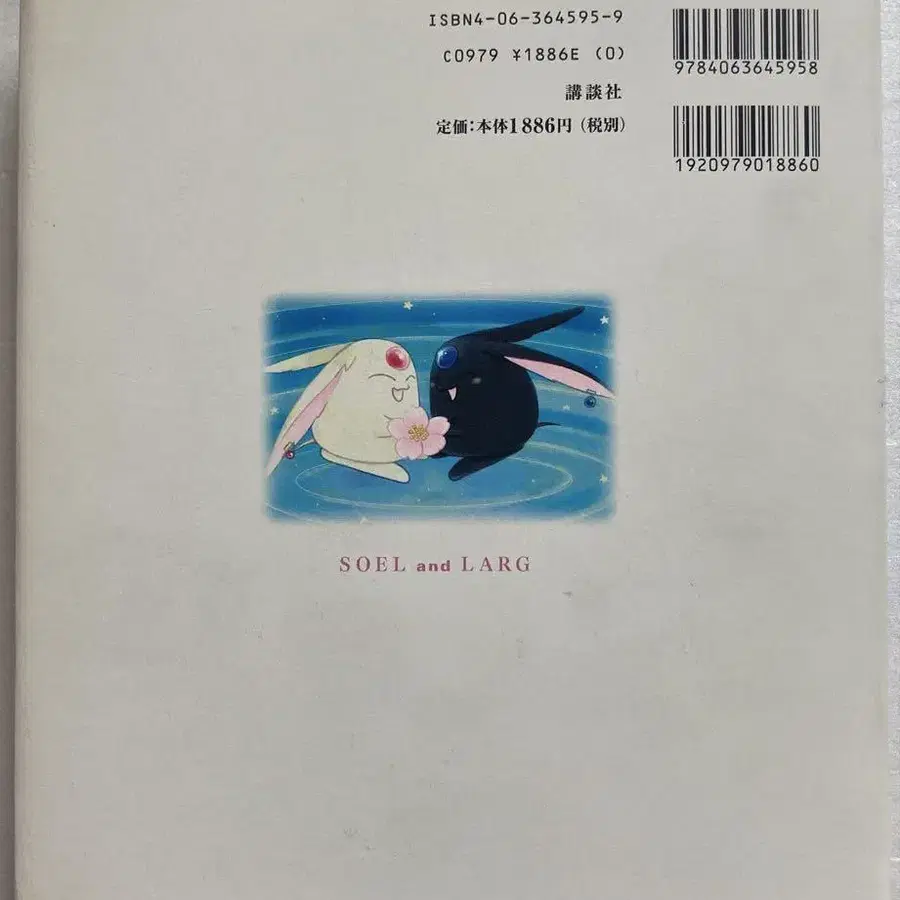 ISBN4-06-364595-9
C0979 ¥1886E (0)
講談社
定価:本体1886円(税別)
9784063645958
1920979018860
SOEL and LARG